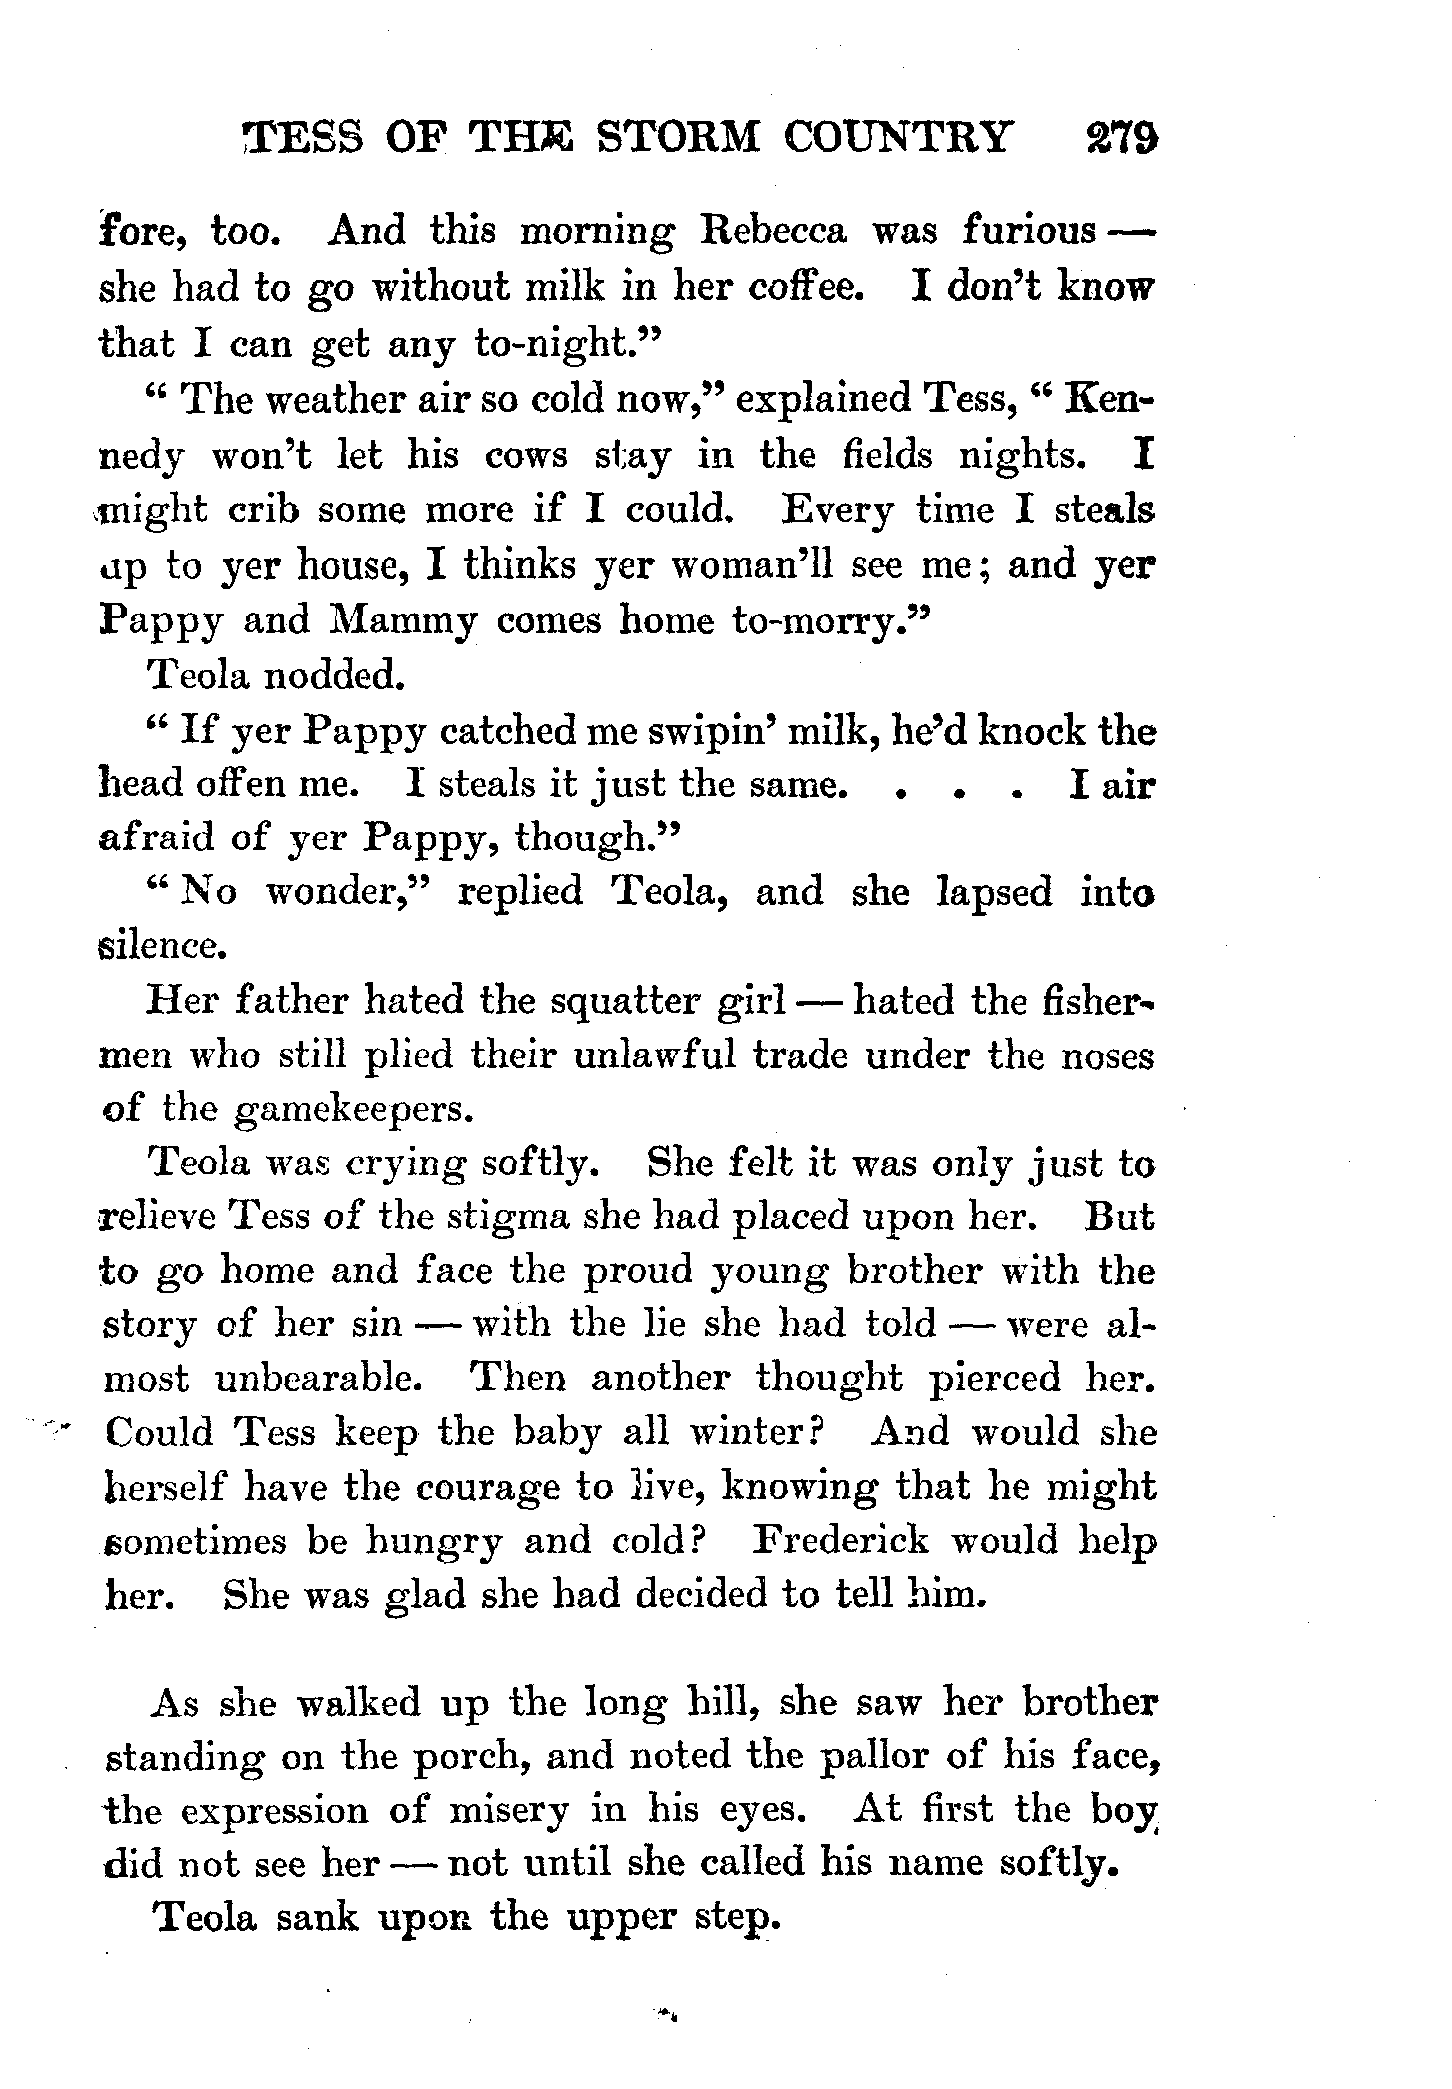 TESS OF THE STORM COUNTRY 279
fore, too. And this morning Rebecca was furious —
she had to go without milk in her coffee. I don't know
that I can get any to-night."
" The weather air so cold now," explained Tess, " Ken-
nedy won't let his cows stay in the fields nights. I
might crib some more if I could. Every time I steals
up to yer house, I thinks yer woman'll see me; and yer
Pappy and Mammy comes home to-morry."
Teola nodded.
" If yer Pappy catched me swipin' milk, he'd knock the
head offen me. I steals it just the same. . . . I air
afraid of yer Pappy, though."
" No wonder," replied Teola, and she lapsed into
silence.
Her father hated the squatter girl — hated the fisher-
men who still plied their unlawful trade under the noses
of the gamekeepers.
Teola was crying softly. She felt it was only just to
relieve Tess of the stigma she had placed upon her. But
to go home and face the proud young brother with the
story of her sin — with the lie she had told — were al-
most unbearable. Then another thought pierced her.
Could Tess keep the baby all winter? And would she
herself have the courage to live, knowing that he might
sometimes be hungry and cold? Frederick would help
her. She was glad she had decided to tell him.
As she walked up the long hill, she saw her brother
standing on the porch, and noted the pallor of his face,
the expression of misery in his eyes. At first the boy
did not see her — not until she called his name softly.
Teola sank upon the upper step.